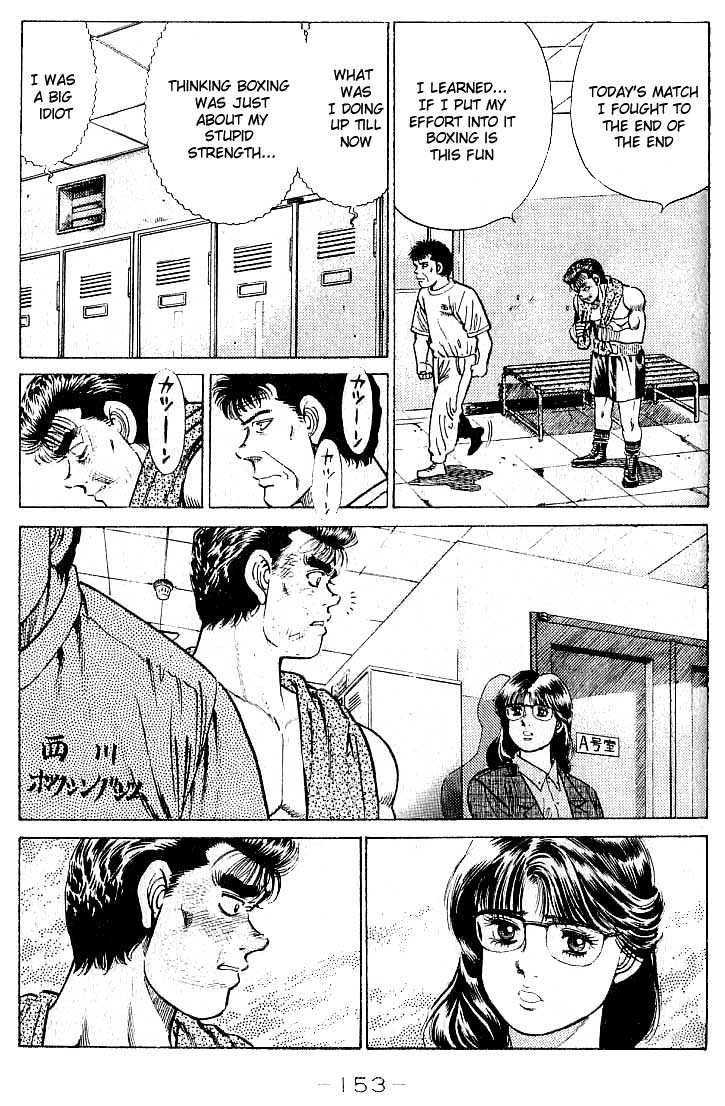 TODAY'S MATCH
I FOUGHT TO
THE END OF
THE END
I LEARNED...
IF I PUT MY
EFFORT INTO IT
BOXING IS
THIS FUN
WHAT
WAS
I DOING
UP TILL
NOW
THINKING BOXING
WAS JUST
ABOUT MY
STUPID
STRENGTH...
I WAS
A BIG
IDIOT
カツーーン
カツーン
カツーーン
西川
ボクシングジム
A号室
-153-